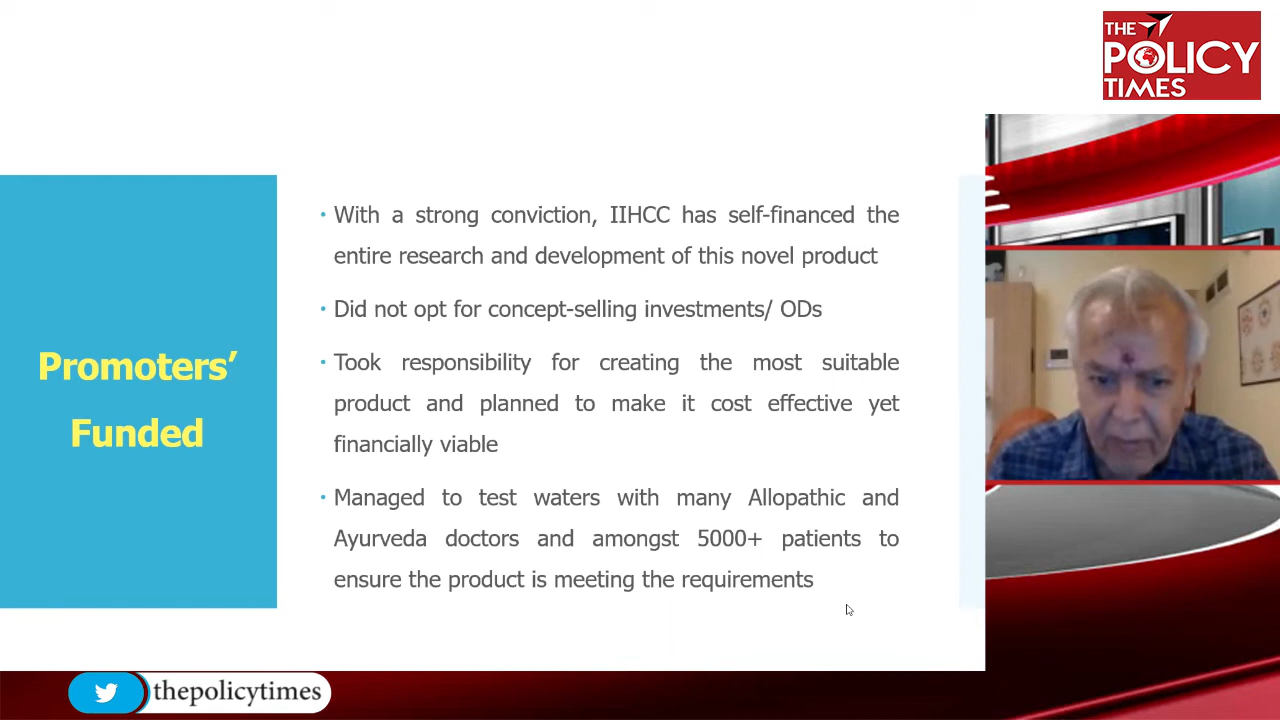 THE
POLICY
TIMES
Promoters’
Funded
• With a strong conviction, IIHCC has self-financed the
entire research and development of this novel product
• Did not opt for concept-selling investments/ ODs
• Took responsibility for creating the most suitable
product and planned to make it cost effective yet
financially viable
• Managed to test waters with many Allopathic and
Ayurveda doctors and amongst 5000+ patients to
ensure the product is meeting the requirements
thepolicytimes